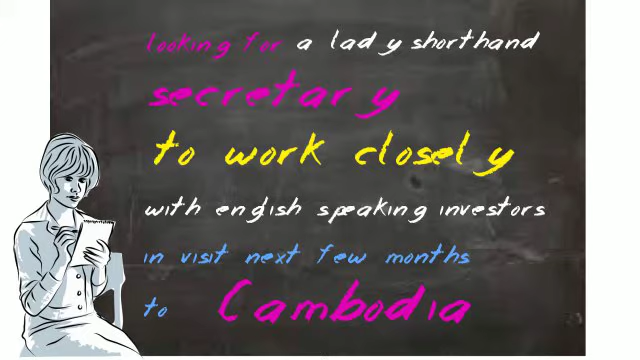 looking for a lady shorthand
secretary
to work closely
with english speaking investors
in visit next few months
to Cambodia